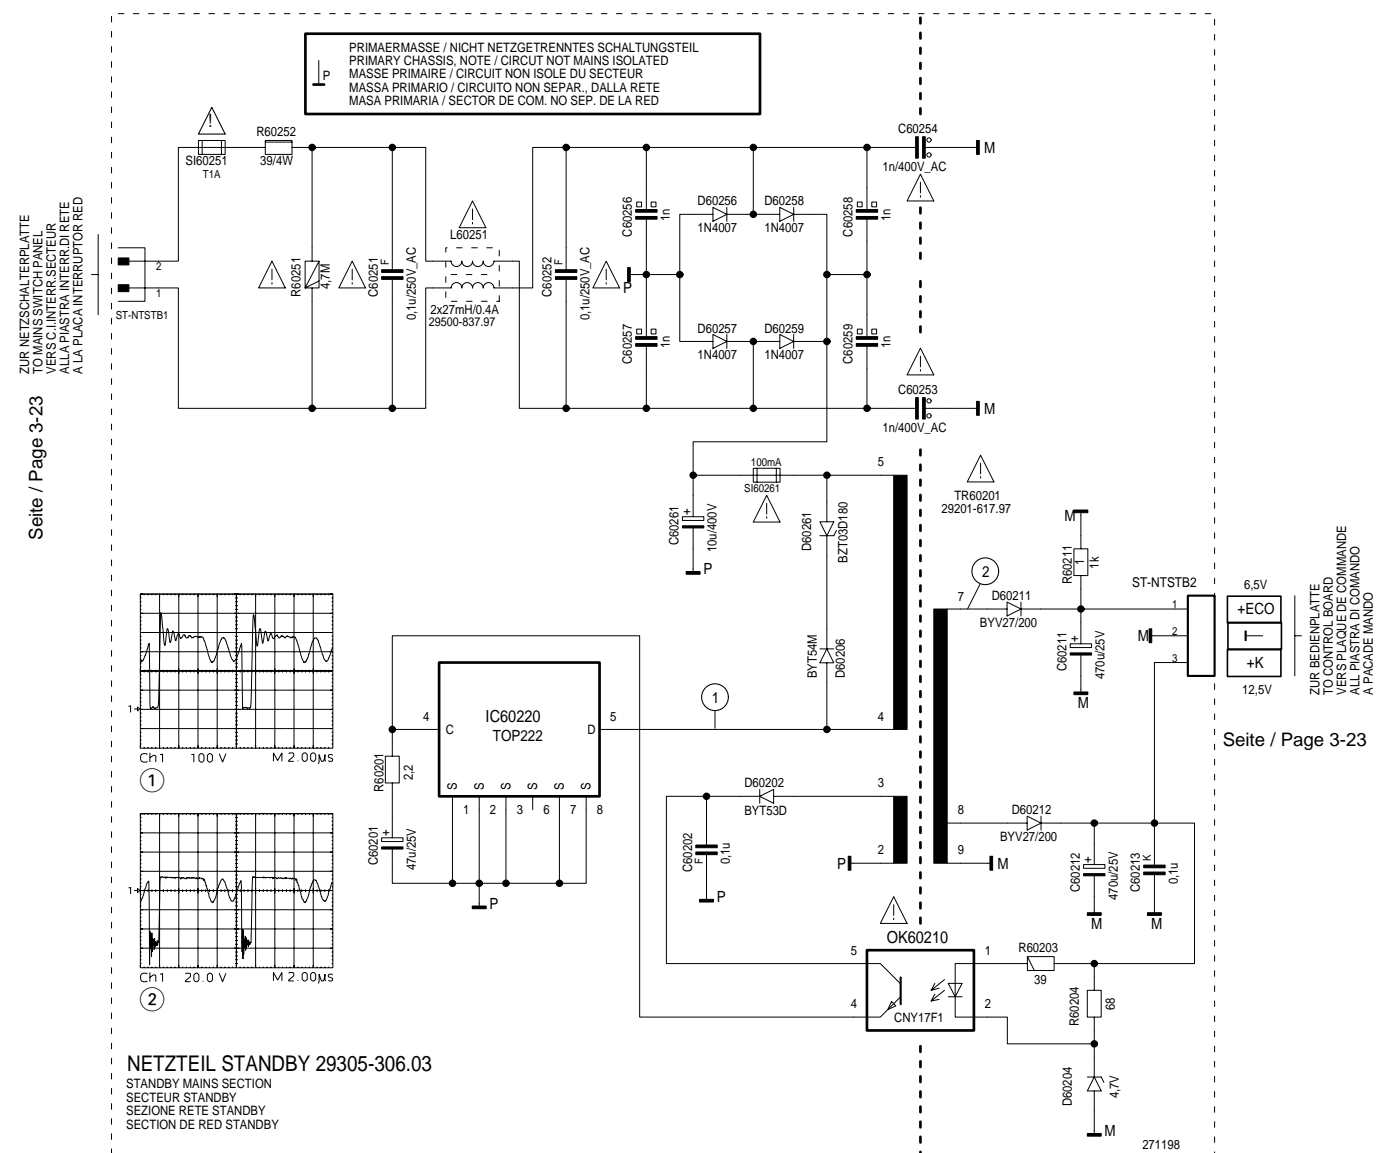 PRIMAERMASSE / NICHT NETZGETRENNTES SCHALTUNGSTEIL
PRIMARY CHASSIS, NOTE / CIRCUT NOT MAINS ISOLATED
MASSE PRIMAIRE / CIRCUIT NON ISOLE DU SECTEUR
MASSA PRIMARIO / CIRCUITO NON SEPAR., DALLA RETE
MASA PRIMARIA / SECTOR DE COM. NO SEP. DE LA RED
P
ZUR NETZSCHALTERPLATTE
TO MAINS SWITCH PANEL
VERS C.I.INTERR.SECTEUR
ALLA PIASTRA INTERR.DI RETE
A LA PLACA INTERRUPTOR RED
Seite / Page 3-23
2
1
ST-NTSTB1
SI60251
T1A
R60252
39/4W
R60251
4,7M
C60251
F
0,1u/250V_AC
L60251
2x27mH/0.4A
29500-837.97
C60252
F
0,1u/250V_AC
P
C60256
1n
C60257
1n
D60256
1N4007
D60258
1N4007
D60257
1N4007
D60259
1N4007
C60258
1n
C60259
1n
C60254
1n/400V_AC
M
C60253
1n/400V_AC
M
C60261
+
10u/400V
P
100mA
SI60261
D60261
BZT03D180
BYT54M
D60206
5
4
TR60201
29201-617.97
1
2
7
D60211
BYV27/200
M
R60211
1
1k
C60211
+
470u/25V
M
ST-NTSTB2
1
2
3
M
6,5V
+ECO
+K
12,5V
ZUR BEDIENPLATTE
TO CONTROL BOARD
VERS PLAQUE DE COMMANDE
ALL PIASTRA DI COMANDO
A PACADE MANDO
Seite / Page 3-23
Ch1 100 V M 2.00µs
1
1
Ch1 20.0 V M 2.00µs
1
2
4
C
IC60220
TOP222
D
5
S S S S S S
1 2 3 6 7 8
R60201
2,2
C60201
+
47u/25V
P
D60202
BYT53D
3
2
P
C60202
F
0,1u
P
8
D60212
BYV27/200
9
M
C60212
+
470u/25V
M
C60213
K
0,1u
M
OK60210
5
4
1
2
CNY17F1
R60203
39
R60204
68
D60204
4,7V
M
NETZTEIL STANDBY 29305-306.03
STANDBY MAINS SECTION
SECTEUR STANDBY
SEZIONE RETE STANDBY
SECTION DE RED STANDBY
271198